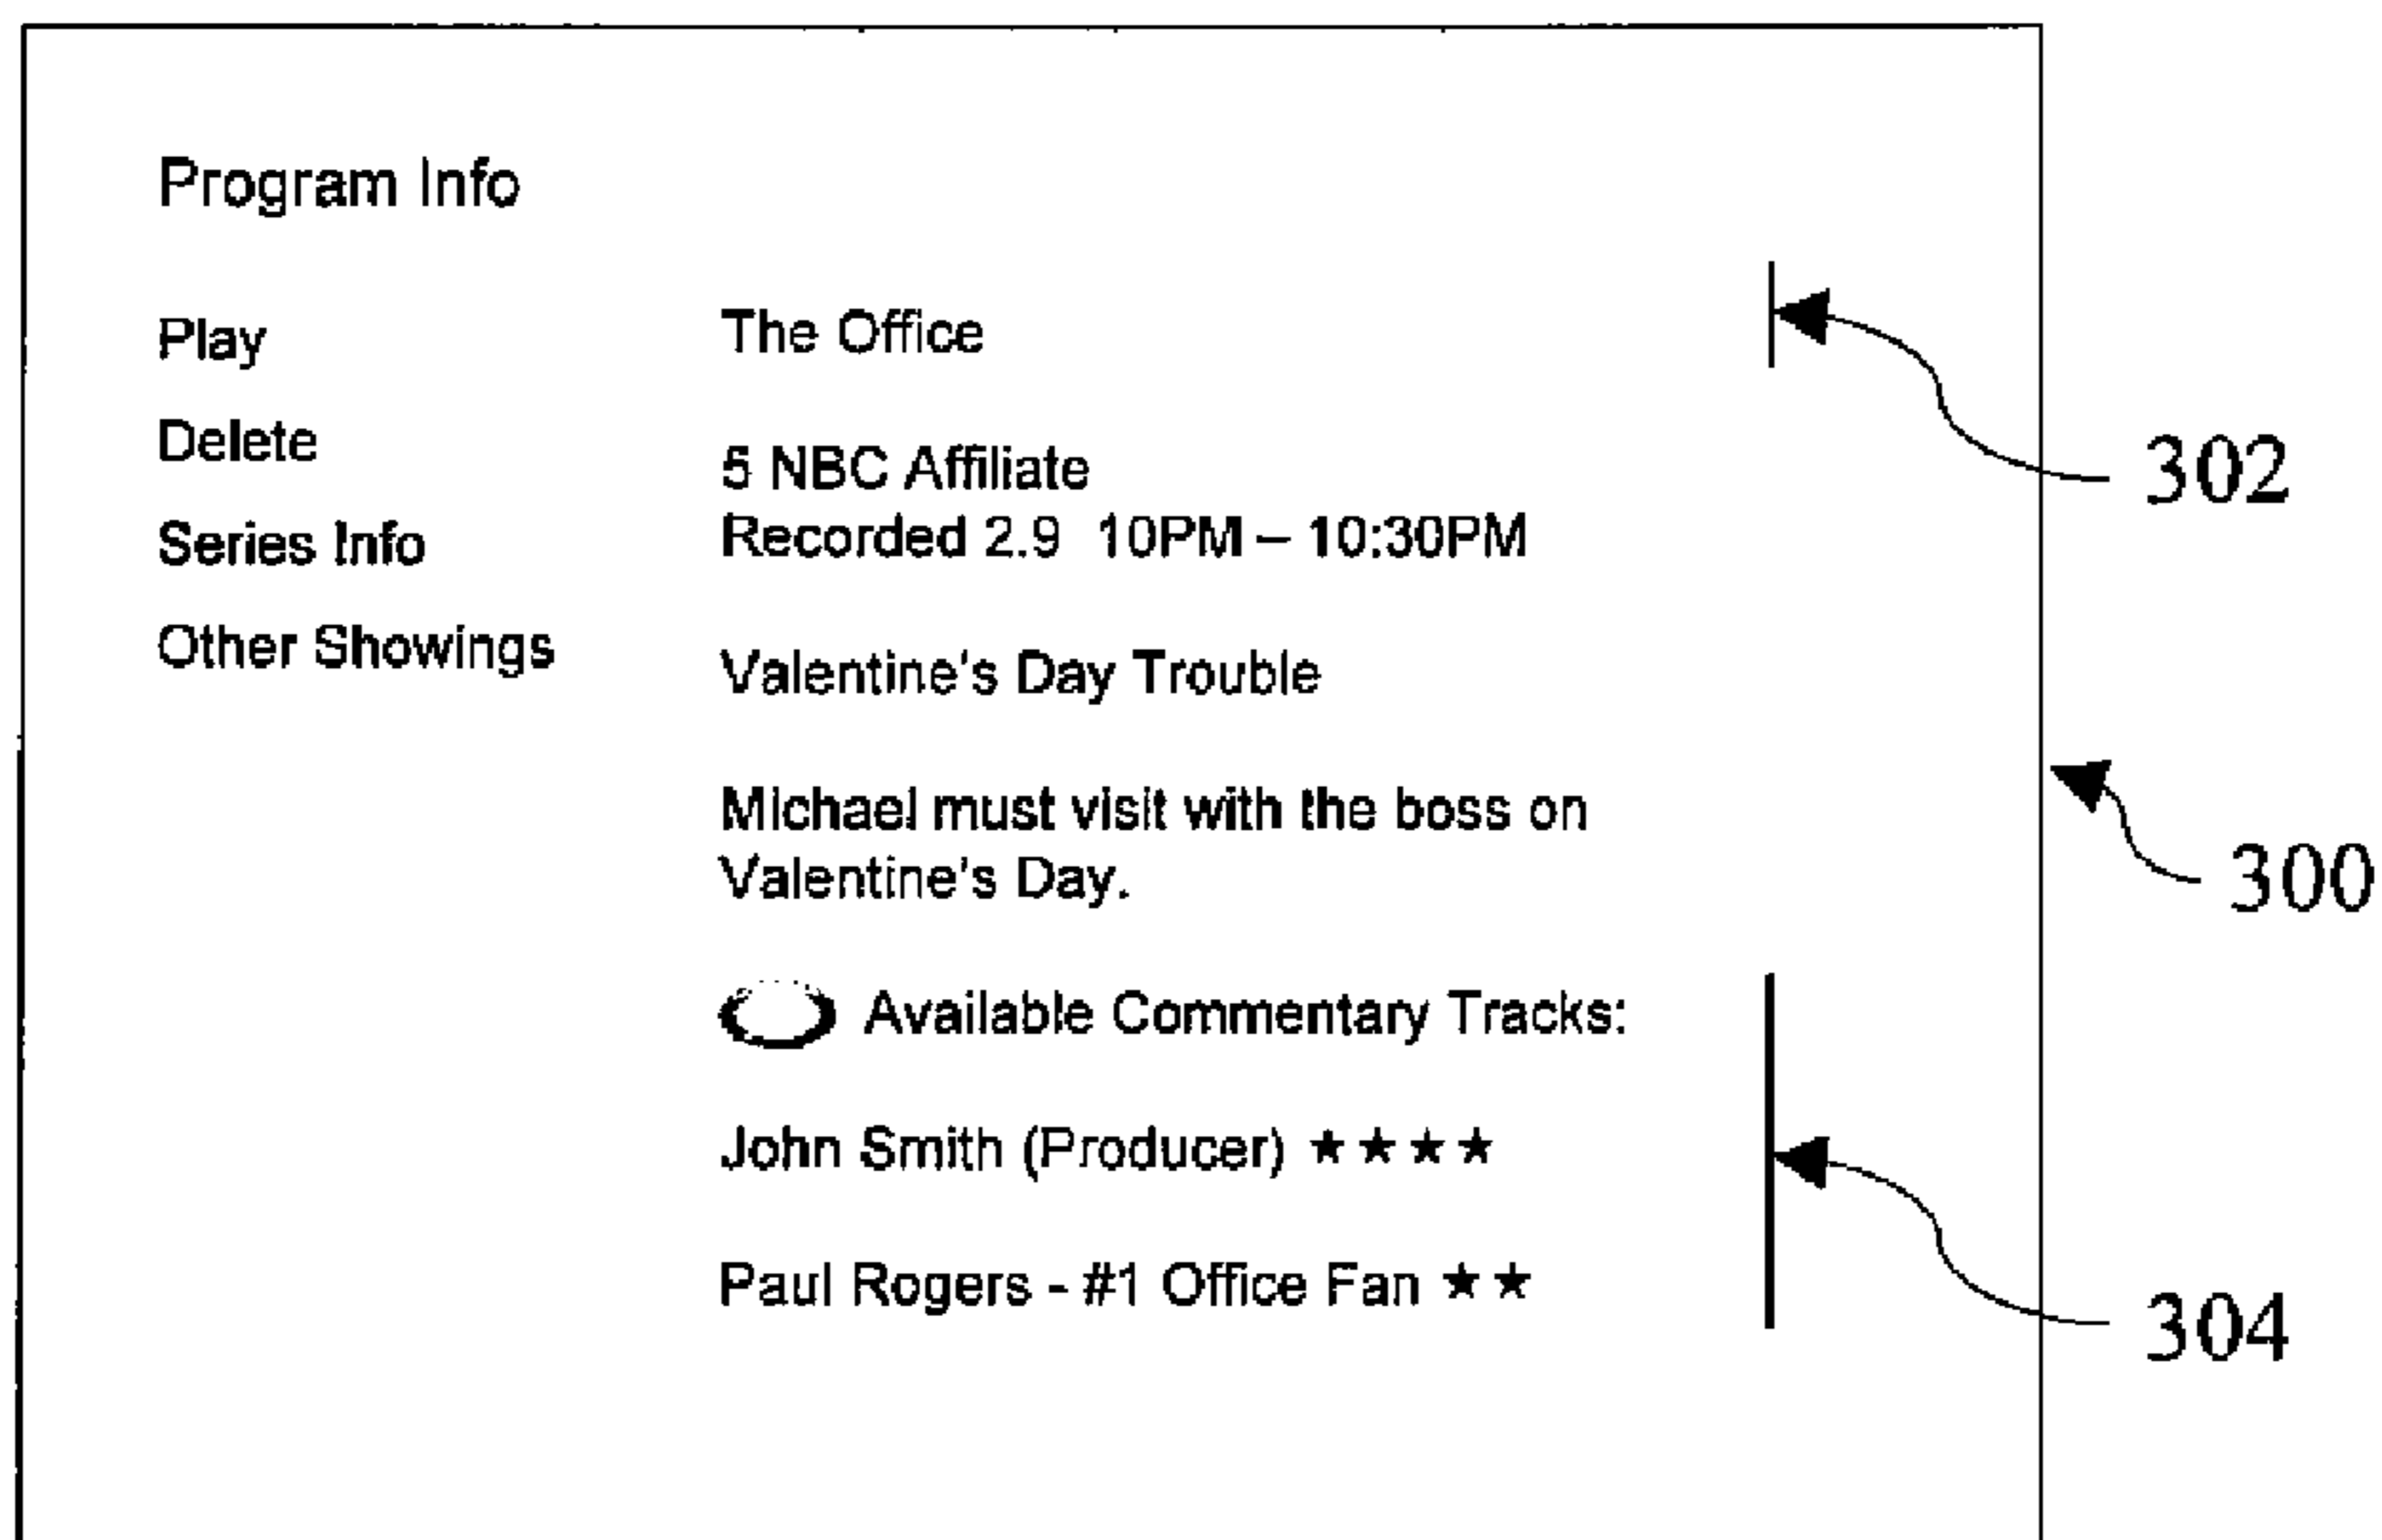 Program Info
Play
Delete
Series Info
Other Showings
The Office
5 NBC Affiliate
Recorded 2.9 10PM – 10:30PM
Valentine's Day Trouble
Michael must visit with the boss on
Valentine's Day.
Available Commentary Tracks:
John Smith (Producer) ★★★★
Paul Rogers - #1 Office Fan ★★
302
300
304